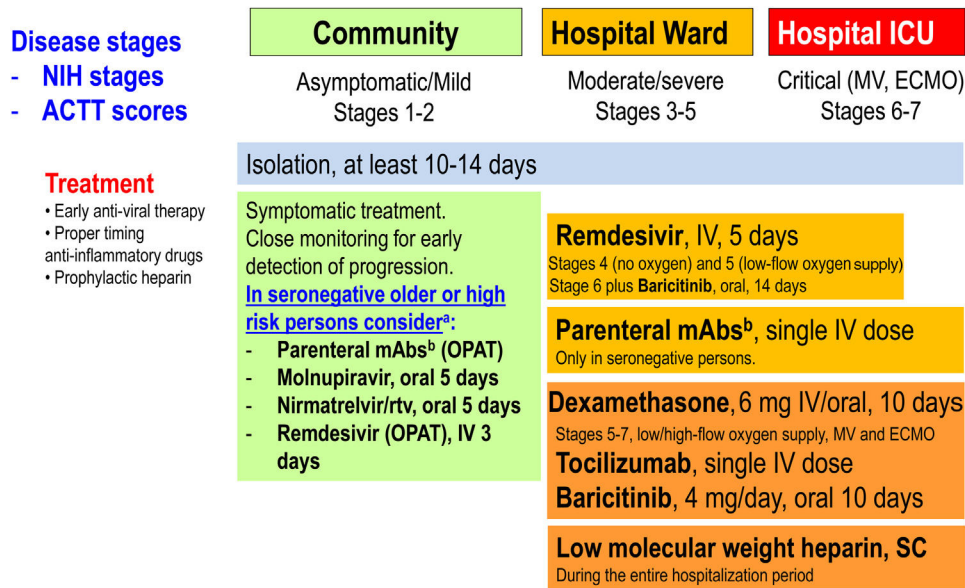 Disease stages
- NIH stages
- ACTT scores
Community
Hospital Ward
Hospital ICU
Asymptomatic/Mild
Stages 1-2
Moderate/severe
Stages 3-5
Critical (MV, ECMO)
Stages 6-7
Isolation, at least 10-14 days
Treatment
• Early anti-viral therapy
• Proper timing
anti-inflammatory drugs
• Prophylactic heparin
Symptomatic treatment.
Close monitoring for early
detection of progression.
In seronegative older or high
risk persons considerᵃ:
- Parenteral mAbsᵇ (OPAT)
- Molnupiravir, oral 5 days
- Nirmatrelvir/rtv, oral 5 days
- Remdesivir (OPAT), IV 3
days
Remdesivir, IV, 5 days
Stages 4 (no oxygen) and 5 (low-flow oxygen supply)
Stage 6 plus Baricitinib, oral, 14 days
Parenteral mAbsᵇ, single IV dose
Only in seronegative persons.
Dexamethasone, 6 mg IV/oral, 10 days
Stages 5-7, low/high-flow oxygen supply, MV and ECMO
Tocilizumab, single IV dose
Baricitinib, 4 mg/day, oral 10 days
Low molecular weight heparin, SC
During the entire hospitalization period